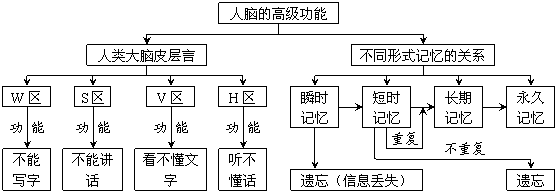 人脑的高级功能
人类大脑皮层言
不同形式记忆的关系
W区
S区
V区
H区
瞬时
记忆
短时
记忆
长期
记忆
永久
记忆
功能
功能
功能
功能
重复
不重复
不能
写字
不能讲
话
看不懂文
字
听不
懂话
遗忘(信息丢失)
遗忘